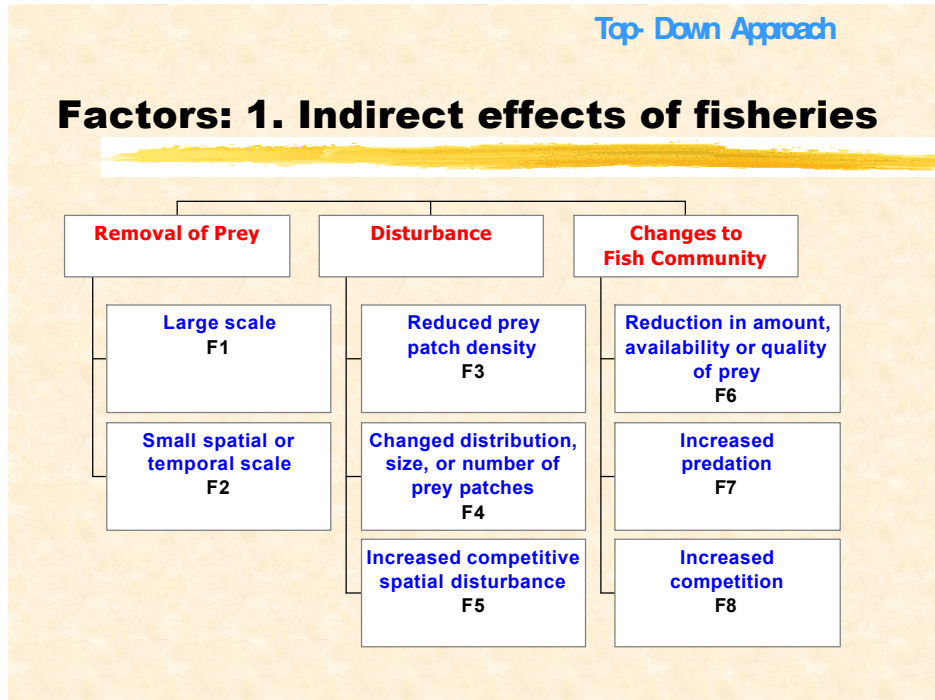 Top- Down Approach
Factors: 1. Indirect effects of fisheries
Removal of Prey
Large scale
F1
Small spatial or
temporal scale
F2
Disturbance
Reduced prey
patch density
F3
Changed distribution,
size, or number of
prey patches
F4
Increased competitive
spatial disturbance
F5
Changes to
Fish Community
Reduction in amount,
availability or quality
of prey
F6
Increased
predation
F7
Increased
competition
F8